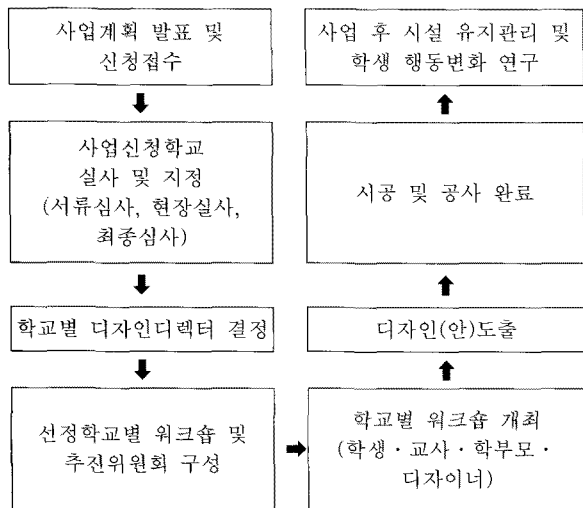 사업계획 발표 및
신청접수
사업신청학교
실사 및 지정
(서류심사, 현장실사,
최종심사)
학교별 디자인디렉터 결정
선정학교별 워크숍 및
추진위원회 구성
학교별 워크숍 개최
(학생 · 교사 · 학부모 ·
디자이너)
디자인(안)도출
시공 및 공사 완료
사업 후 시설 유지관리 및
학생 행동변화 연구